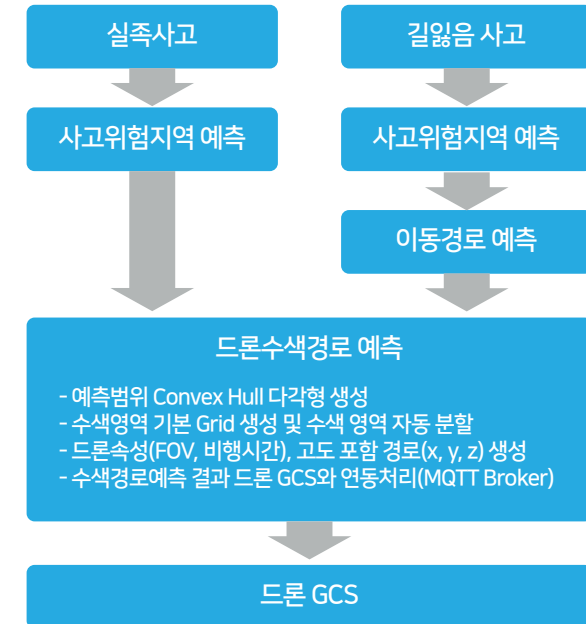 실족사고
길잃음 사고
사고위험지역 예측
사고위험지역 예측
이동경로 예측
드론수색경로 예측
- 예측범위 Convex Hull 다각형 생성
- 수색영역 기본 Grid 생성 및 수색 영역 자동 분할
- 드론속성(FOV, 비행시간), 고도 포함 경로(x, y, z) 생성
- 수색경로예측 결과 드론 GCS와 연동처리(MQTT Broker)
드론 GCS